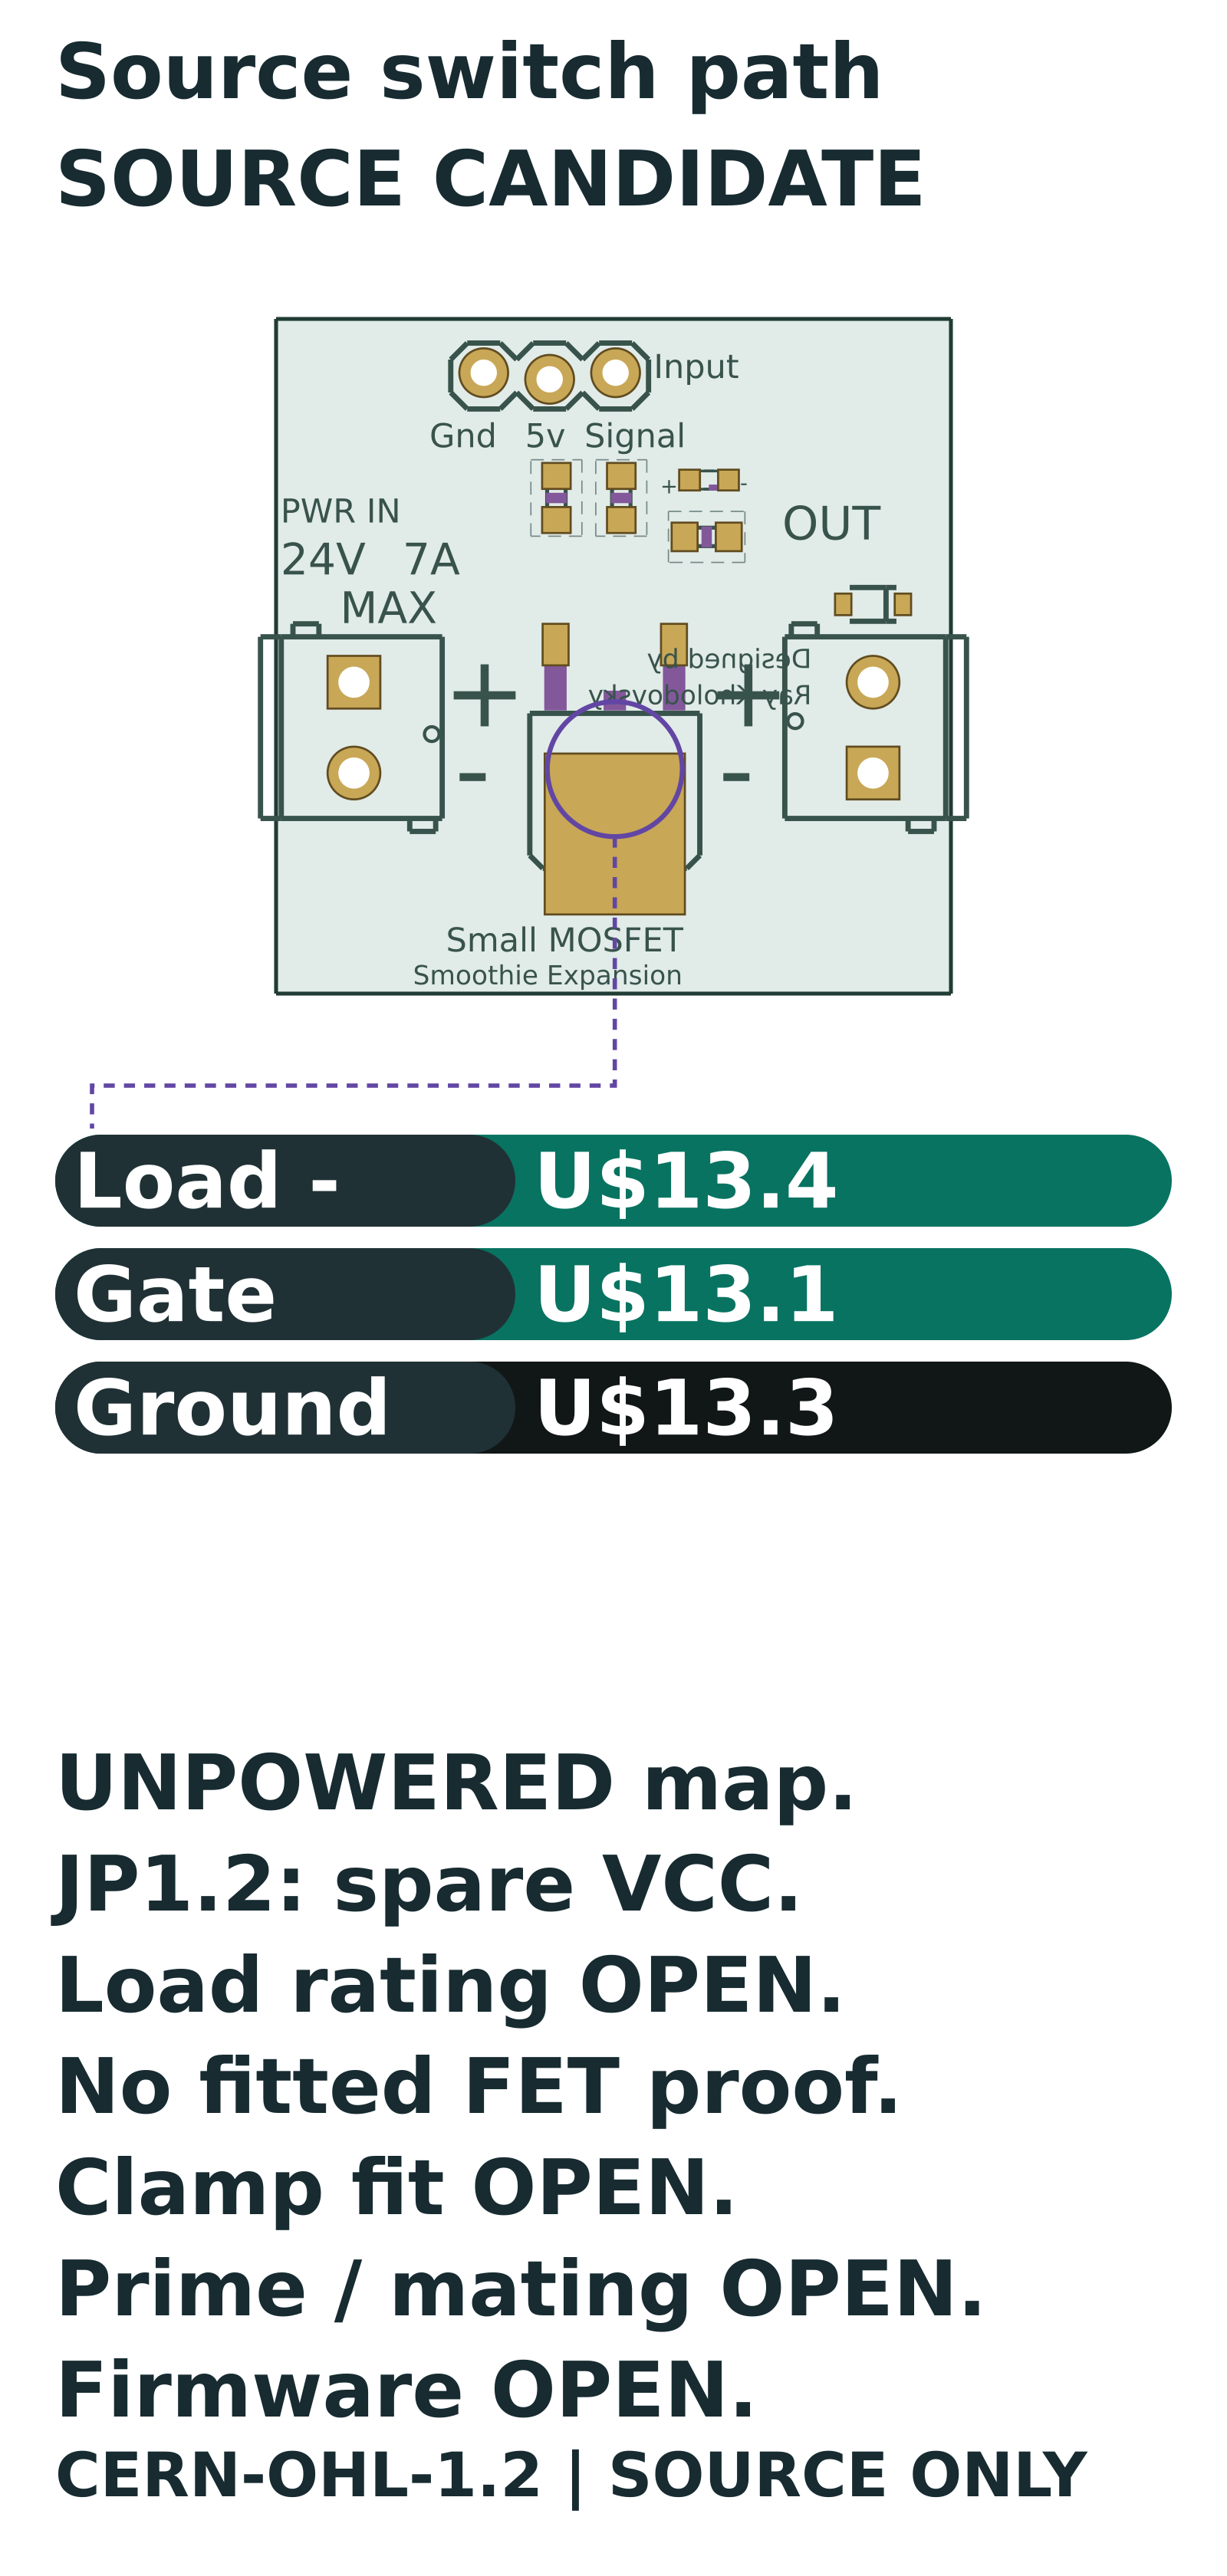 Source switch path
SOURCE CANDIDATE
Input
Gnd 5v Signal
+ -
PWR IN
OUT
24V 7A
MAX
Designed by
Ray Kholodovsky
+ +
- -
Small MOSFET
Smoothie Expansion
Load - U$13.4
Gate U$13.1
Ground U$13.3
UNPOWERED map.
JP1.2: spare VCC.
Load rating OPEN.
No fitted FET proof.
Clamp fit OPEN.
Prime / mating OPEN.
Firmware OPEN.
CERN-OHL-1.2 | SOURCE ONLY